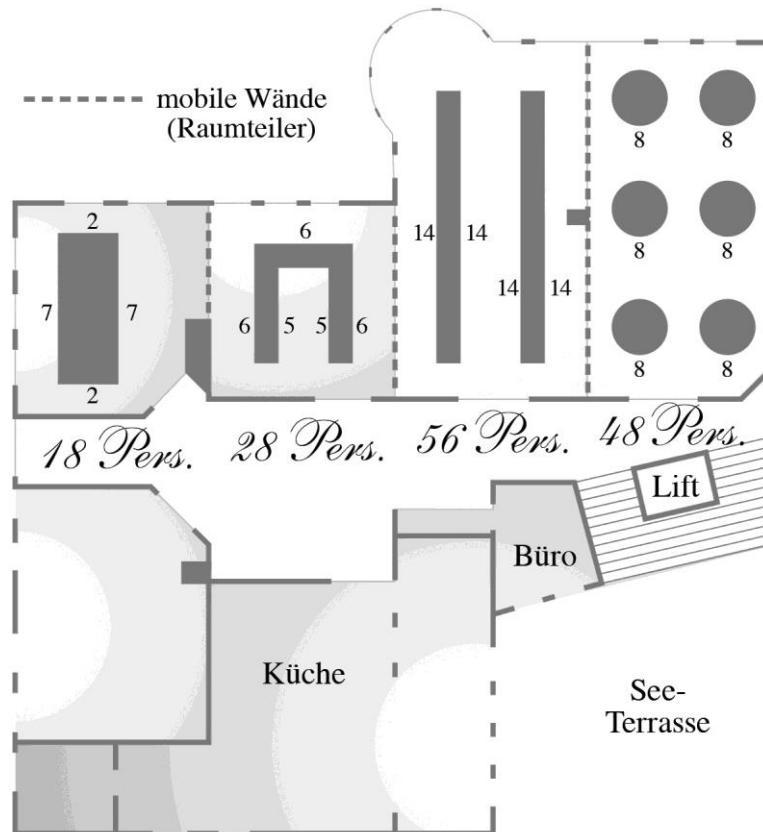 mobile Wände
(Raumteiler)
8 8
8 8
8 8
14 14
14 14
2
7 7
2
6
6 5 5 6
18 Pers. 28 Pers. 56 Pers. 48 Pers.
Lift
Büro
Küche
See-
Terrasse